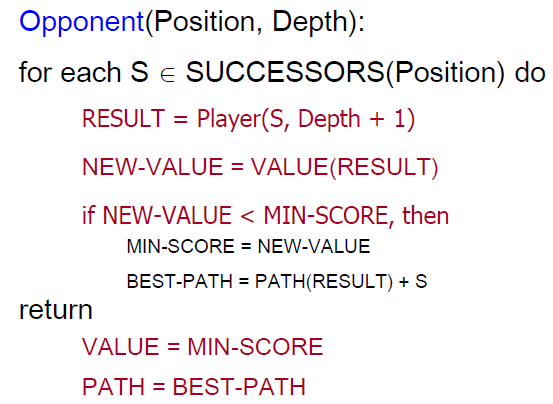 Opponent(Position, Depth):
for each S ∈ SUCCESSORS(Position) do
RESULT = Player(S, Depth + 1)
NEW-VALUE = VALUE(RESULT)
if NEW-VALUE < MIN-SCORE, then
MIN-SCORE = NEW-VALUE
BEST-PATH = PATH(RESULT) + S
return
VALUE = MIN-SCORE
PATH = BEST-PATH